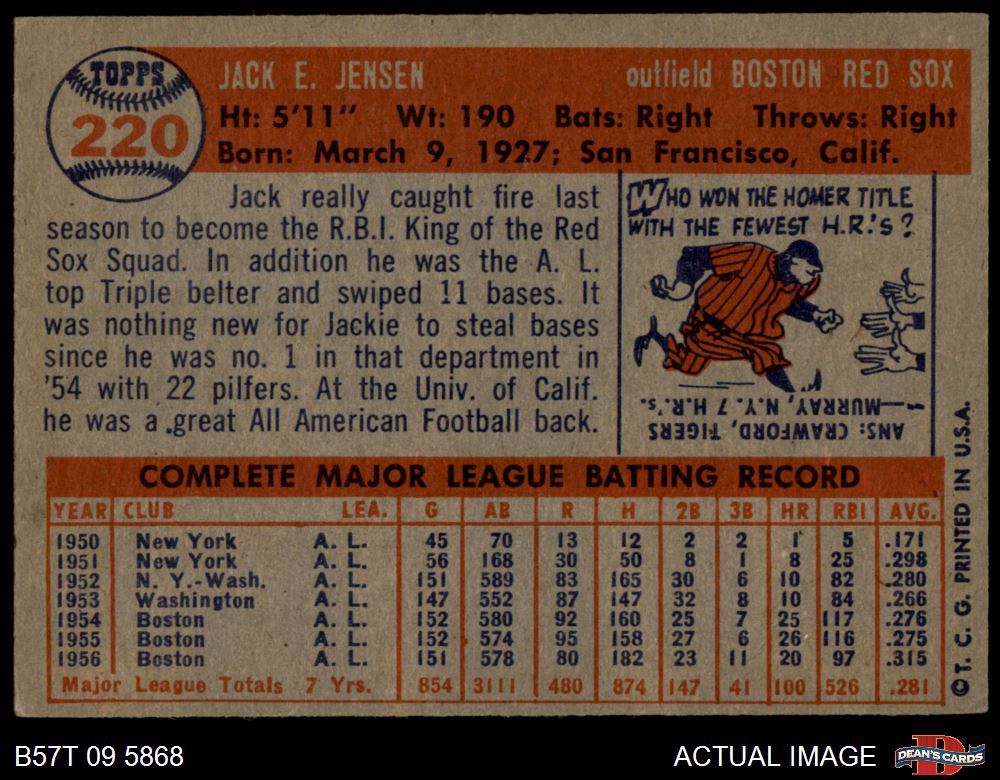 TOPPS
220
JACK E. JENSEN outfield BOSTON RED SOX
Ht: 5'11" Wt: 190 Bats: Right Throws: Right
Born: March 9, 1927; San Francisco, Calif.
Jack really caught fire last
season to become the R.B.I. King of the Red
Sox Squad. In addition he was the A. L.
top Triple belter and swiped 11 bases. It
was nothing new for Jackie to steal bases
since he was no. 1 in that department in
'54 with 22 pilfers. At the Univ. of Calif.
he was a great All American Football back.
WHO WON THE HOMER TITLE
WITH THE FEWEST H.R.'S?
ANS: CRAWFORD, TIGERS
—MURRAY, N.Y. 7 H.R.'s.
COMPLETE MAJOR LEAGUE BATTING RECORD
YEAR CLUB LEA. G AB R H 2B 3B HR RBI AVG.
1950 New York A. L. 45 70 13 12 2 2 1 5 .171
1951 New York A. L. 56 168 30 50 8 1 8 25 .298
1952 N. Y.-Wash. A. L. 151 589 83 165 30 6 10 82 .280
1953 Washington A. L. 147 552 87 147 32 8 10 84 .266
1954 Boston A. L. 152 580 92 160 25 7 25 117 .276
1955 Boston A. L. 152 574 95 158 27 6 26 116 .275
1956 Boston A. L. 151 578 80 182 23 11 20 97 .315
Major League Totals 7 Yrs. 854 3111 480 874 147 41 100 526 .281
© T. C. G. PRINTED IN U.S.A.
B57T 09 5868
ACTUAL IMAGE
DEAN'S CARDS